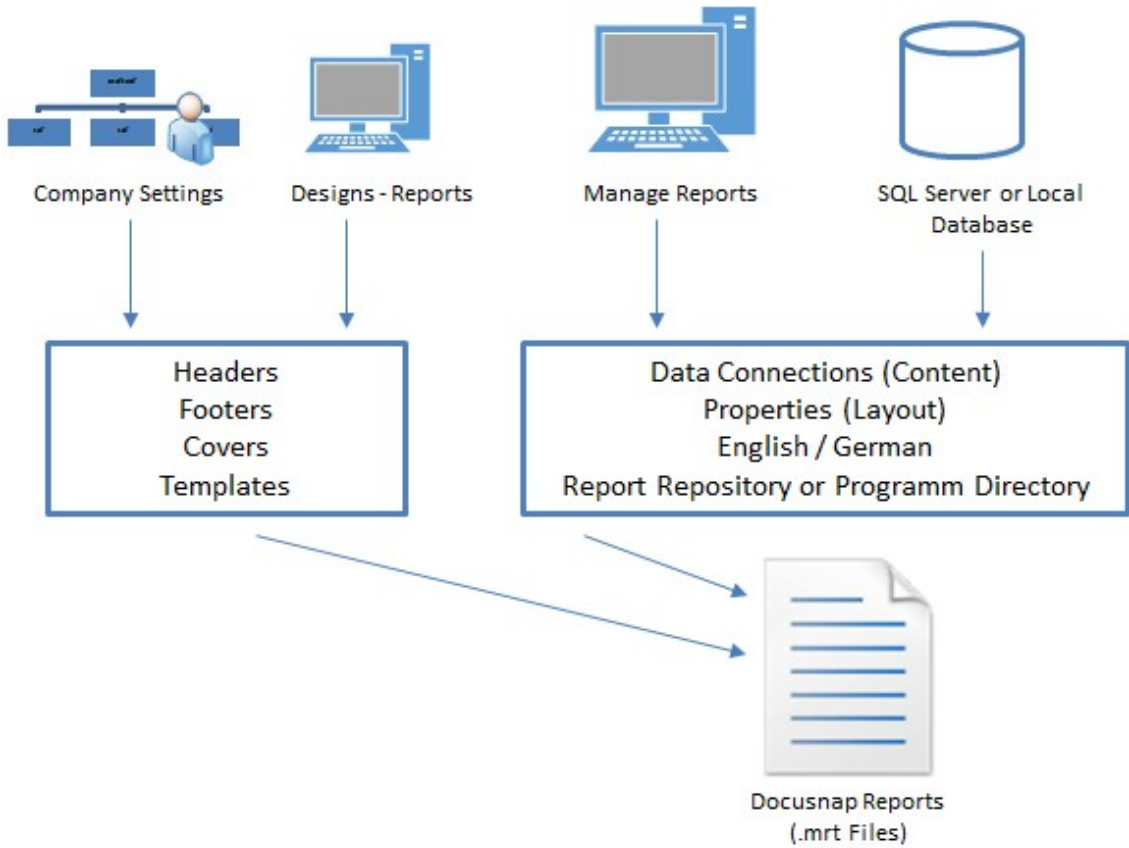 Company Settings
Designs - Reports
Manage Reports
SQL Server or Local
Database
Headers
Footers
Covers
Templates
Data Connections (Content)
Properties (Layout)
English / German
Report Repository or Programm Directory
Docusnap Reports
(.mrt Files)